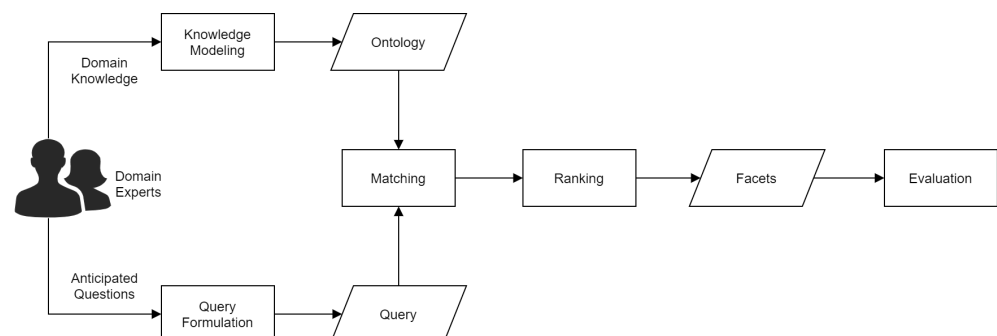 Knowledge
Modeling
Ontology
Domain
Knowledge
Domain
Experts
Matching
Ranking
Facets
Evaluation
Anticipated
Questions
Query
Formulation
Query